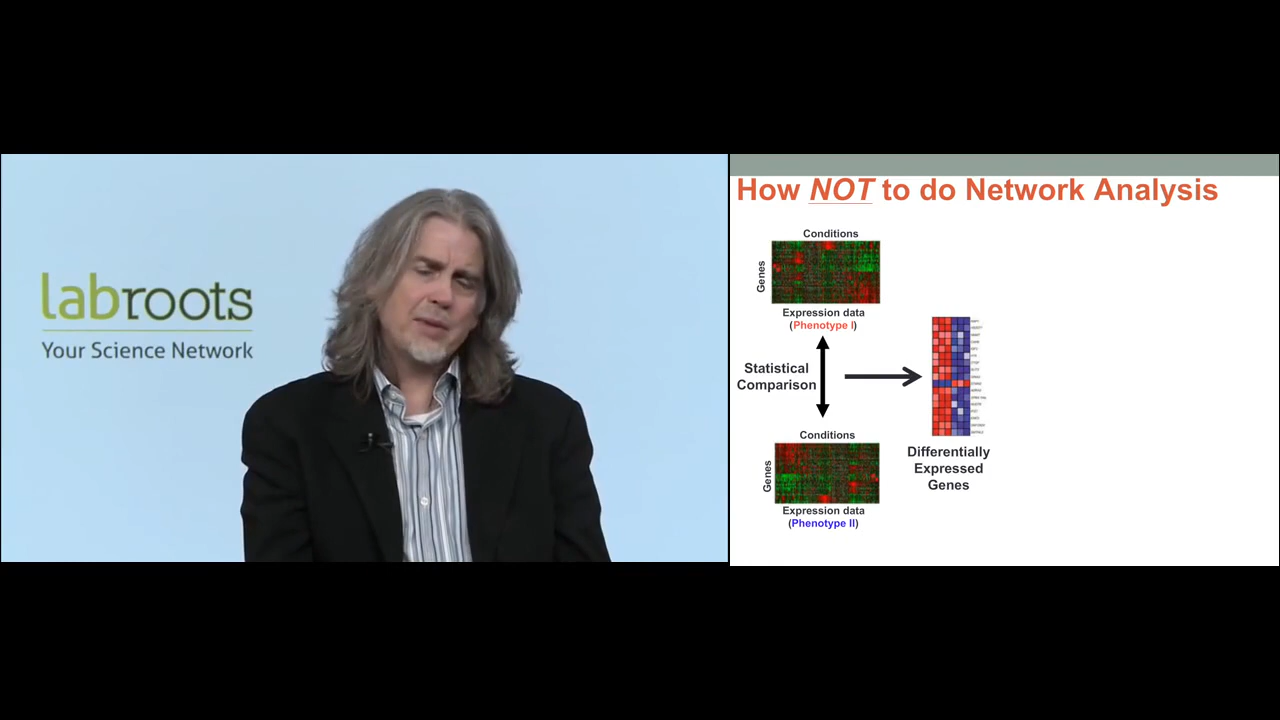 labroots
Your Science Network
How NOT to do Network Analysis
Conditions
Genes
Expression data
(Phenotype I)
Statistical
Comparison
Conditions
Genes
Expression data
(Phenotype II)
Differentially
Expressed
Genes